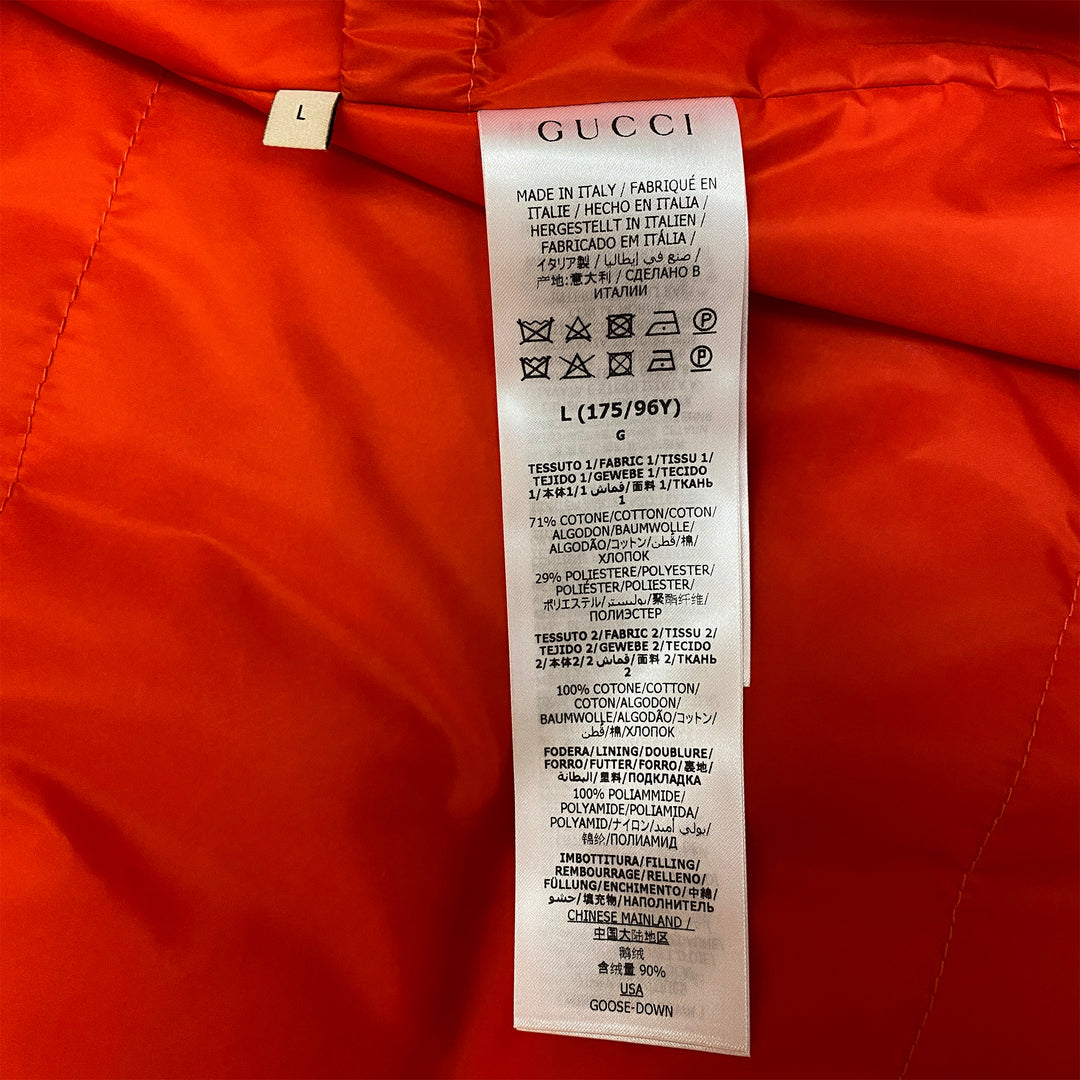 L
GUCCI
MADE IN ITALY / FABRIQUÉ EN
ITALIE / HECHO EN ITALIA /
HERGESTELLT IN ITALIEN /
FABRICADO EM ITÁLIA /
イタリア製 / صنع في إيطاليا /
产地:意大利 / СДЕЛАНО В
ИТАЛИИ
P
P
L (175/96Y)
G
TESSUTO 1/FABRIC 1/TISSU 1/
TEJIDO 1/GEWEBE 1/TECIDO
1/本体1/1 قماش/面料 1/ТКАНЬ
1
71% COTONE/COTTON/COTON/
ALGODON/BAUMWOLLE/
ALGODÃO/コットン/قُطن/棉/
ХЛОПОК
29% POLIESTERE/POLYESTER/
POLIÉSTER/POLIESTER/
ポリエステル/بوليستر/聚酯纤维/
ПОЛИЭСТЕР
TESSUTO 2/FABRIC 2/TISSU 2/
TEJIDO 2/GEWEBE 2/TECIDO
2/本体2/2 قماش/面料 2/ТКАНЬ
2
100% COTONE/COTTON/
COTON/ALGODON/
BAUMWOLLE/ALGODÃO/コットン/
قُطن/棉/ХЛОПОК
FODERA/LINING/DOUBLURE/
FORRO/FUTTER/FORRO/裏地/
البطانة/里料/ПОДКЛАДКА
100% POLIAMMIDE/
POLYAMIDE/POLIAMIDA/
POLYAMID/ナイロン/بولي أميد/
锦纶/ПОЛИАМИД
IMBOTTITURA/FILLING/
REMBOURRAGE/RELLENO/
FÜLLUNG/ENCHIMENTO/中綿/
حشو/填充物/НАПОЛНИТЕЛЬ
CHINESE MAINLAND /
中国大陆地区
鹅绒
含绒量 90%
USA
GOOSE-DOWN